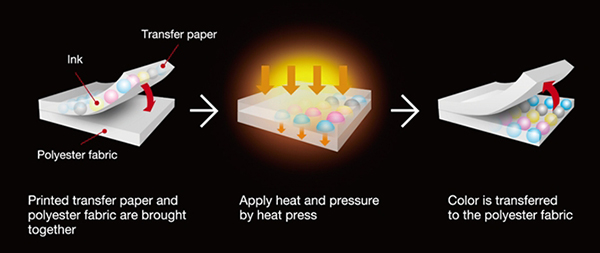 Transfer paper
Ink
Polyester fabric
Printed transfer paper and
polyester fabric are brought
together
Apply heat and pressure
by heat press
Color is transferred
to the polyester fabric